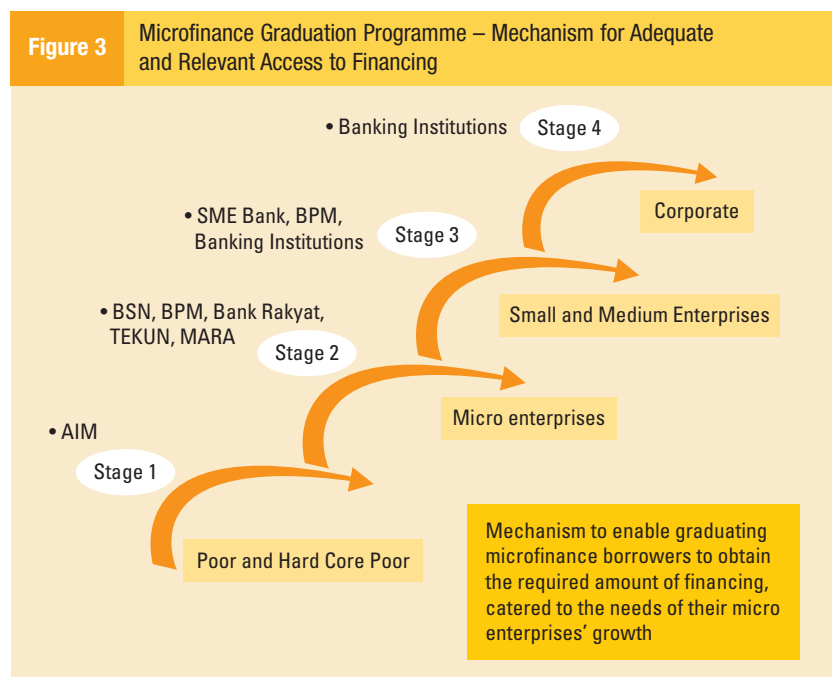 Figure 3
Microfinance Graduation Programme – Mechanism for Adequate
and Relevant Access to Financing
• Banking Institutions
Stage 4
Corporate
• SME Bank, BPM,
Banking Institutions
Stage 3
Small and Medium Enterprises
• BSN, BPM, Bank Rakyat,
TEKUN, MARA
Stage 2
Micro enterprises
• AIM
Stage 1
Poor and Hard Core Poor
Mechanism to enable graduating
microfinance borrowers to obtain
the required amount of financing,
catered to the needs of their micro
enterprises’ growth